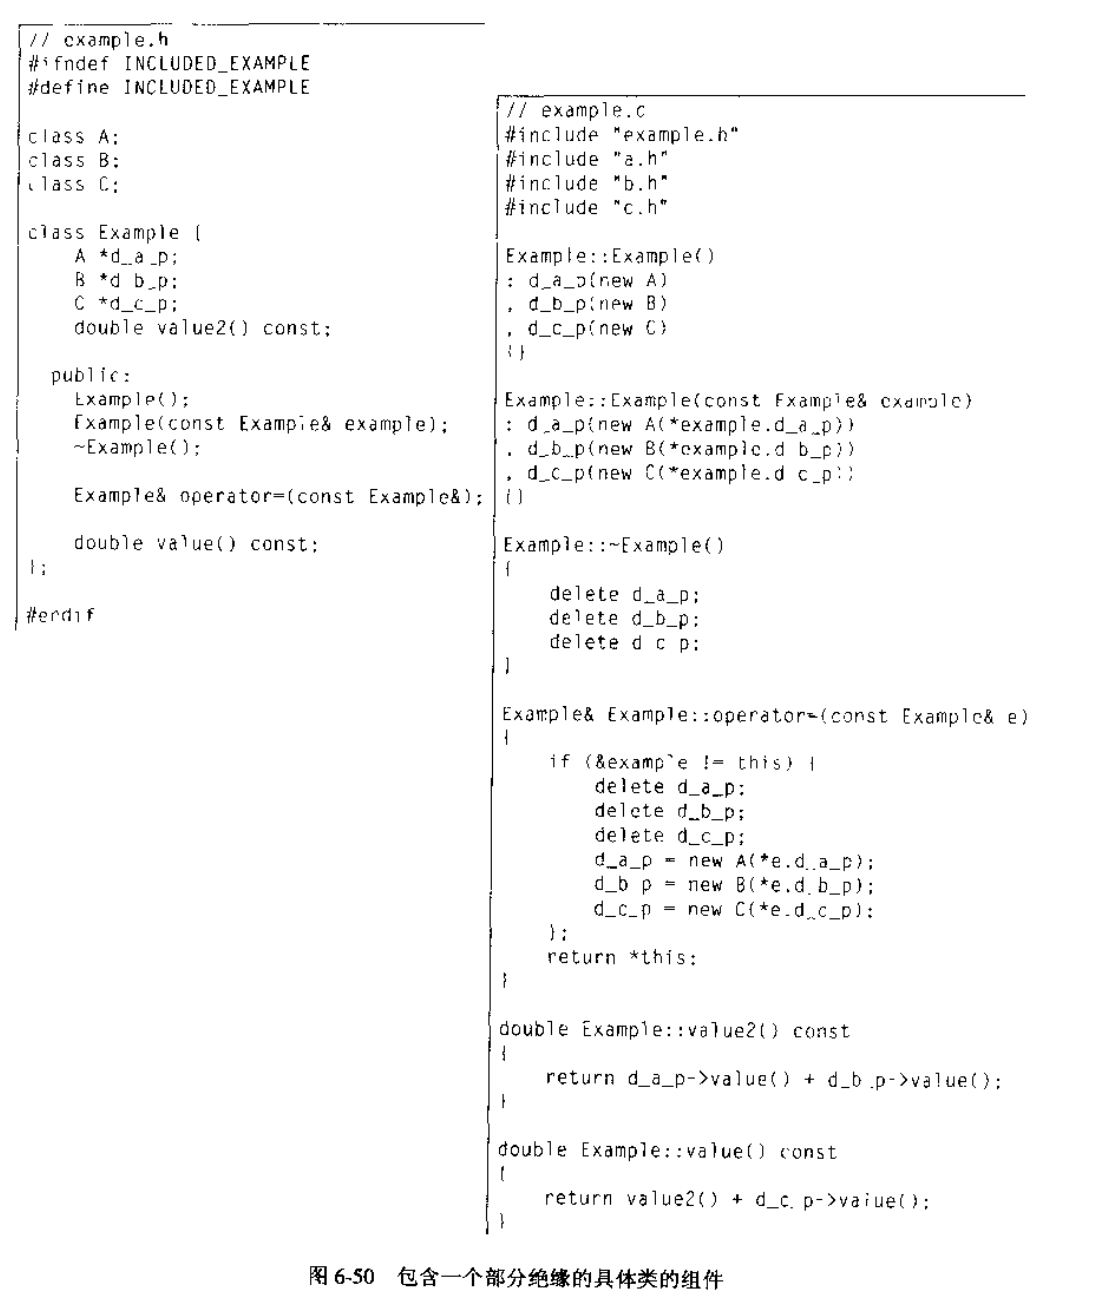 // example.h
#ifndef INCLUDED_EXAMPLE
#define INCLUDED_EXAMPLE

class A;
class B;
class C;

class Example {
    A *d_a_p;
    B *d_b_p;
    C *d_c_p;
    double value2() const;

  public:
    Example();
    Example(const Example& example);
    ~Example();

    Example& operator=(const Example&);

    double value() const;
};

#endif

// example.c
#include "example.h"
#include "a.h"
#include "b.h"
#include "c.h"

Example::Example()
: d_a_p(new A)
, d_b_p(new B)
, d_c_p(new C)
{}

Example::Example(const Example& example)
: d_a_p(new A(*example.d_a_p))
, d_b_p(new B(*example.d_b_p))
, d_c_p(new C(*example.d_c_p))
{}

Example::~Example()
{
    delete d_a_p;
    delete d_b_p;
    delete d_c_p;
}

Example& Example::operator=(const Example& e)
{
    if (&example != this) {
        delete d_a_p;
        delete d_b_p;
        delete d_c_p;
        d_a_p = new A(*e.d_a_p);
        d_b_p = new B(*e.d_b_p);
        d_c_p = new C(*e.d_c_p);
    };
    return *this;
}

double Example::value2() const
{
    return d_a_p->value() + d_b_p->value();
}

double Example::value() const
{
    return value2() + d_c_p->value();
}

图 6-50 包含一个部分绝缘的具体类的组件